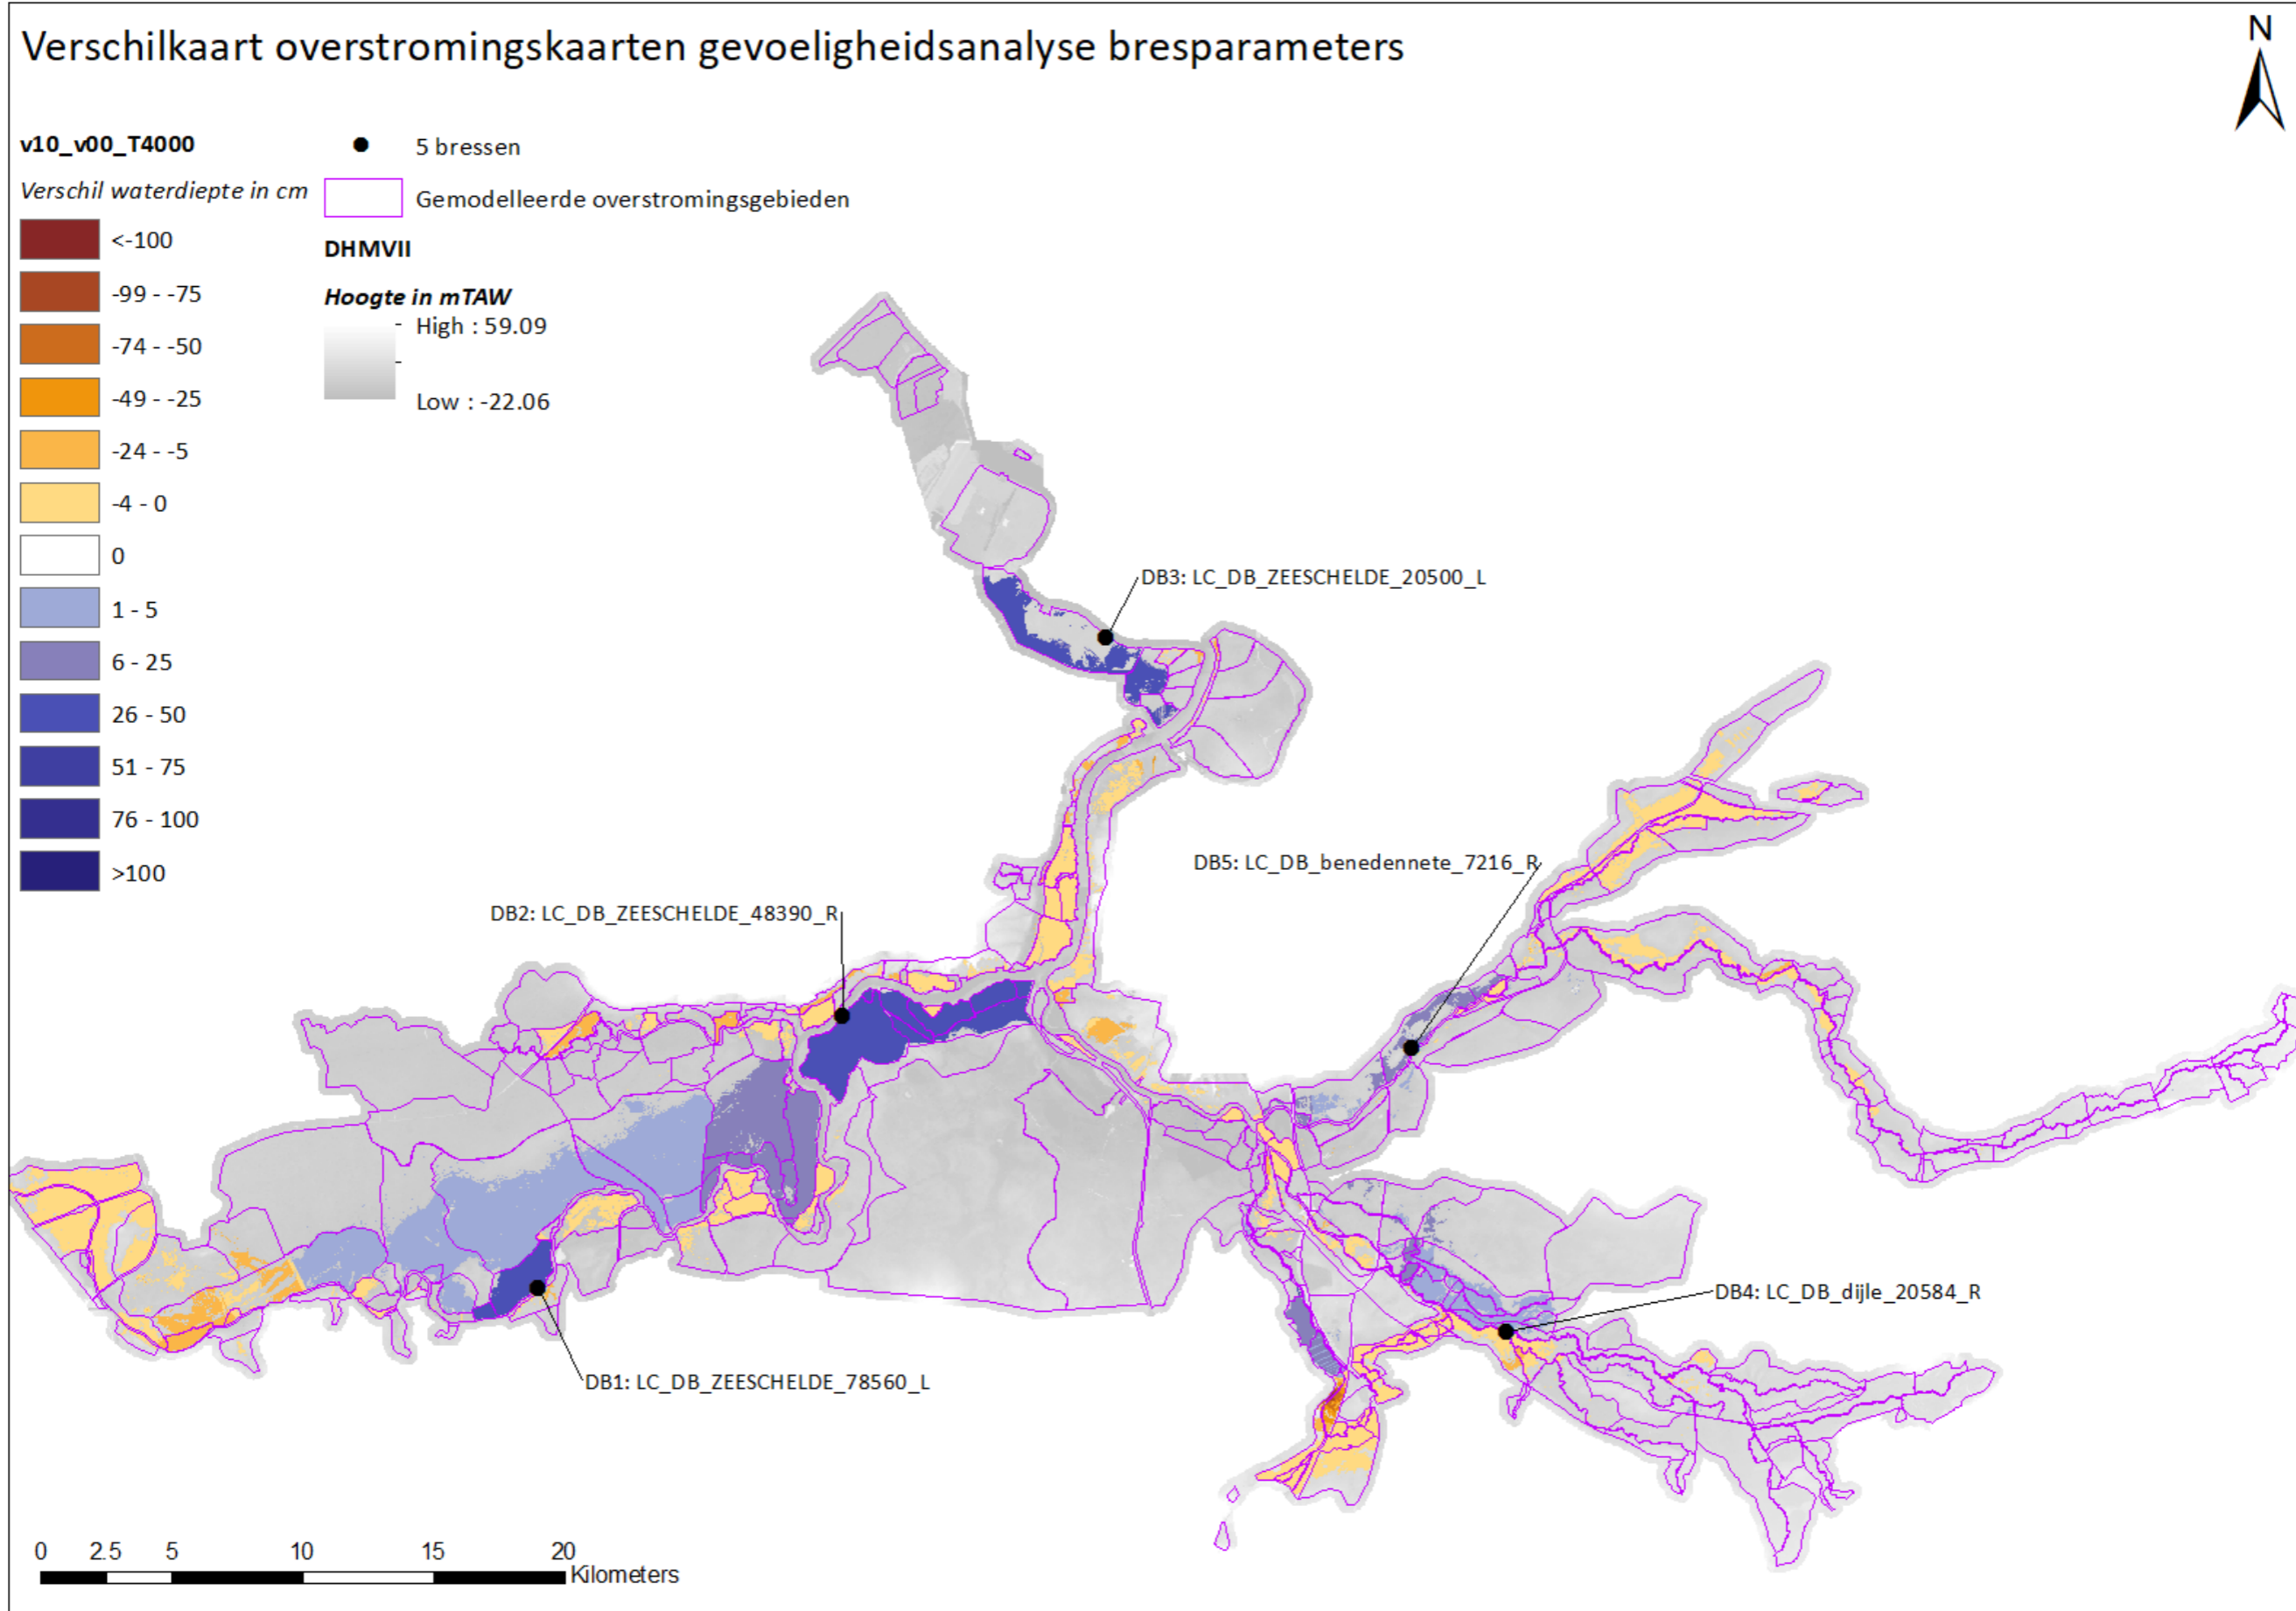 Verschilkaart overstromingskaarten gevoeligheidsanalyse bresparameters
N
v10_v00_T4000
Verschil waterdiepte in cm
<-100
-99 - -75
-74 - -50
-49 - -25
-24 - -5
-4 - 0
0
1 - 5
6 - 25
26 - 50
51 - 75
76 - 100
>100
5 bressen
Gemodelleerde overstromingsgebieden
DHMVII
Hoogte in mTAW
High : 59.09
Low : -22.06
DB3: LC_DB_ZEESCHELDE_20500_L
DB5: LC_DB_benedennete_7216_R
DB2: LC_DB_ZEESCHELDE_48390_R
DB4: LC_DB_dijle_20584_R
DB1: LC_DB_ZEESCHELDE_78560_L
0 2.5 5 10 15 20
Kilometers